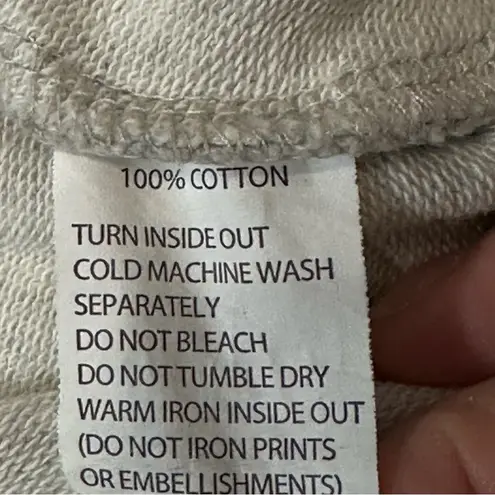 100% COTTON
TURN INSIDE OUT
COLD MACHINE WASH
SEPARATELY
DO NOT BLEACH
DO NOT TUMBLE DRY
WARM IRON INSIDE OUT
(DO NOT IRON PRINTS
OR EMBELLISHMENTS)